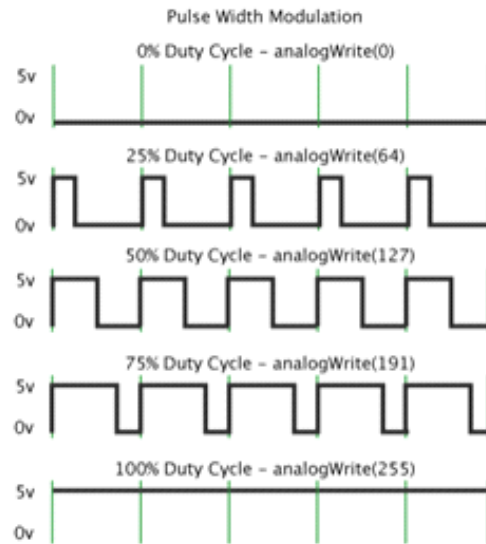 Pulse Width Modulation
0% Duty Cycle – analogWrite(0)
5v
0v
25% Duty Cycle – analogWrite(64)
5v
0v
50% Duty Cycle – analogWrite(127)
5v
0v
75% Duty Cycle – analogWrite(191)
5v
0v
100% Duty Cycle – analogWrite(255)
5v
0v